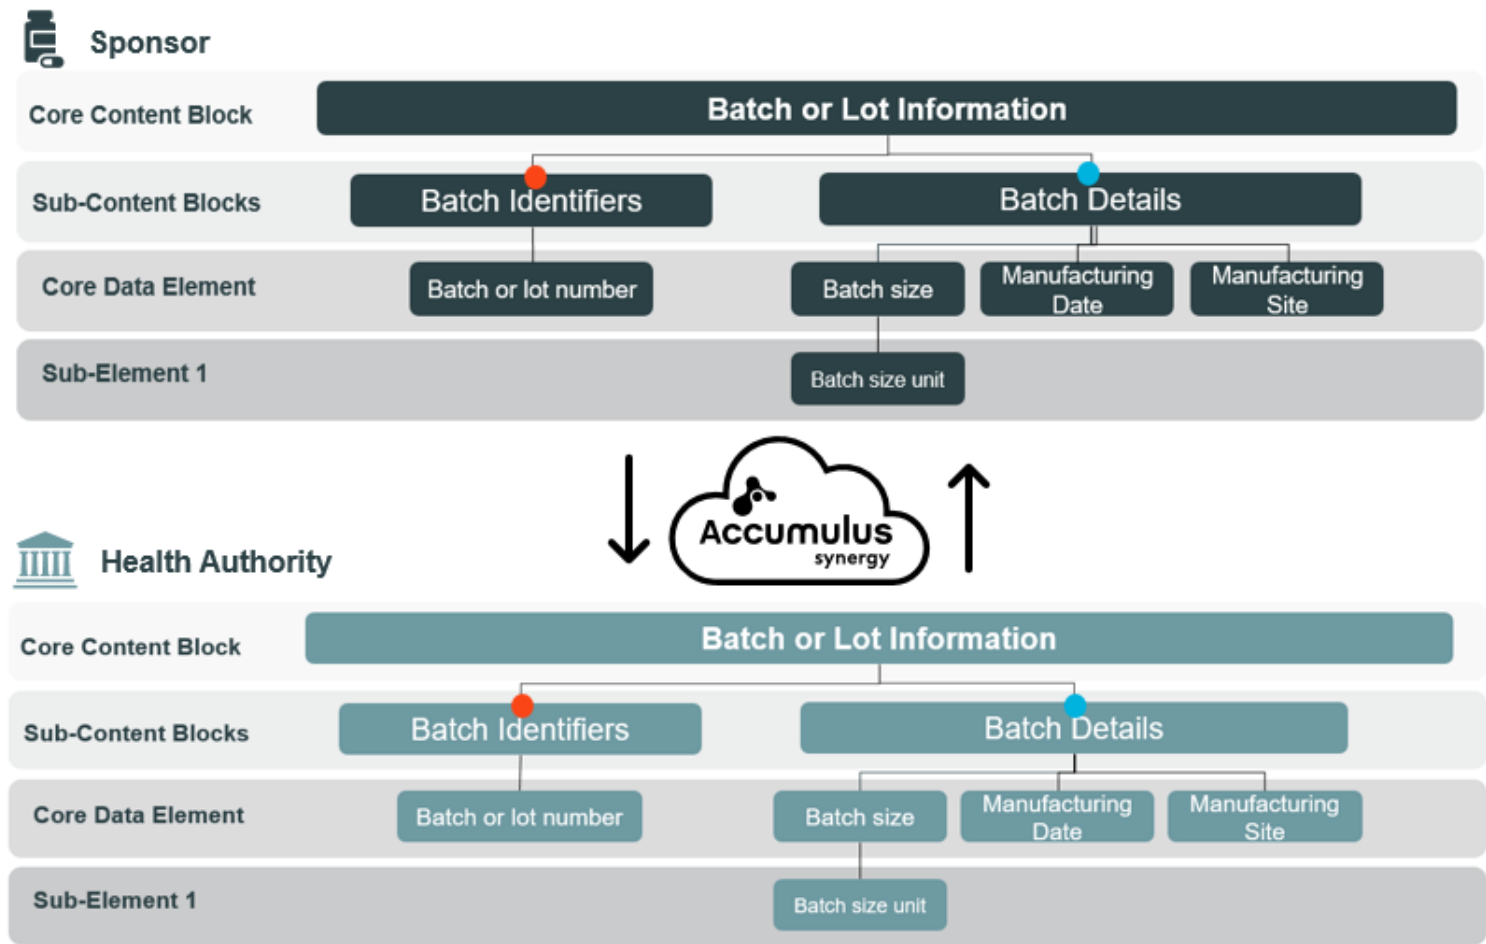 Sponsor
Core Content Block
Batch or Lot Information
Sub-Content Blocks
Batch Identifiers
Batch Details
Core Data Element
Batch or lot number
Batch size
Manufacturing
Date
Manufacturing
Site
Sub-Element 1
Batch size unit
Accumulus
synergy
Health Authority
Core Content Block
Batch or Lot Information
Sub-Content Blocks
Batch Identifiers
Batch Details
Core Data Element
Batch or lot number
Batch size
Manufacturing
Date
Manufacturing
Site
Sub-Element 1
Batch size unit